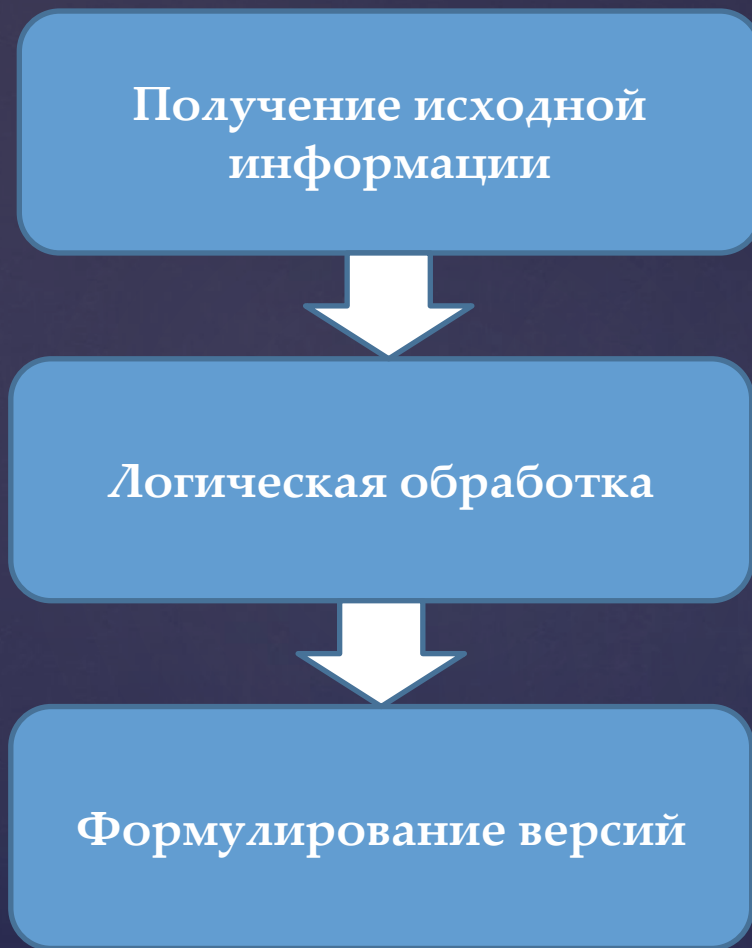 Получение исходной
информации
Логическая обработка
Формулирование версий